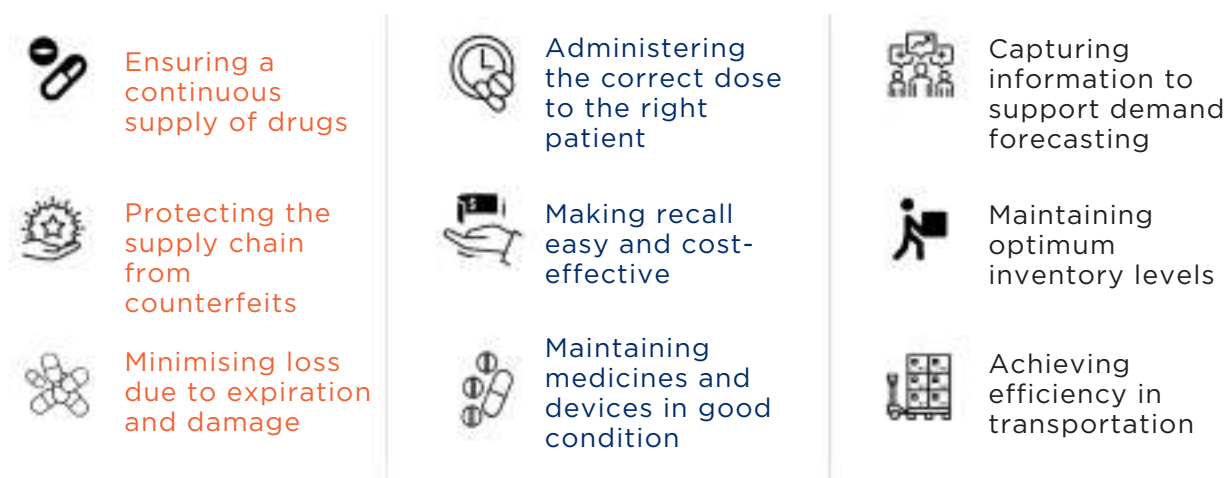 Ensuring a
continuous
supply of drugs
Protecting the
supply chain
from
counterfeits
Minimising loss
due to expiration
and damage
Administering
the correct dose
to the right
patient
Making recall
easy and cost-
effective
Maintaining
medicines and
devices in good
condition
Capturing
information to
support demand
forecasting
Maintaining
optimum
inventory levels
Achieving
efficiency in
transportation